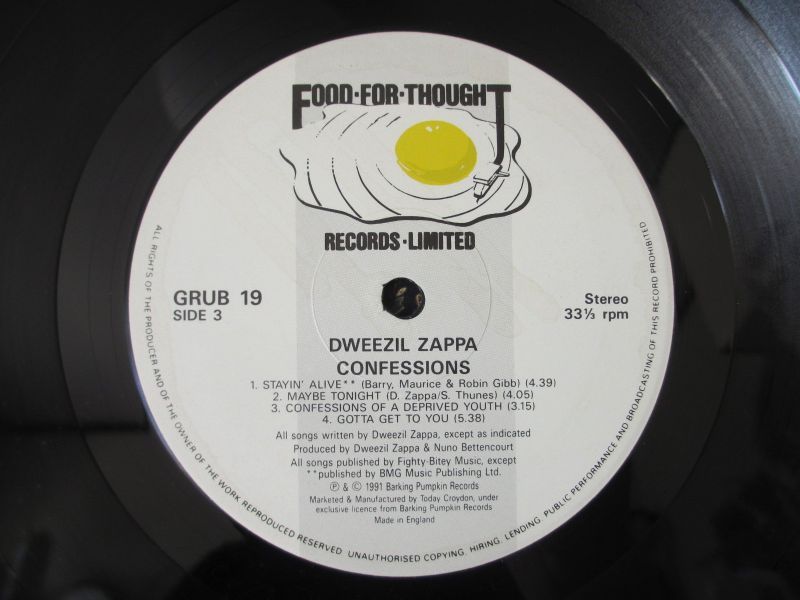 FOOD·FOR·THOUGHT
RECORDS·LIMITED
GRUB 19
SIDE 3
Stereo
33⅓ rpm
DWEEZIL ZAPPA
CONFESSIONS
1. STAYIN' ALIVE** (Barry, Maurice & Robin Gibb) (4.39)
2. MAYBE TONIGHT (D. Zappa/S. Thunes) (4.05)
3. CONFESSIONS OF A DEPRIVED YOUTH (3.15)
4. GOTTA GET TO YOU (5.38)
All songs written by Dweezil Zappa, except as indicated
Produced by Dweezil Zappa & Nuno Bettencourt
All songs published by Fighty-Bitey Music, except
**published by BMG Music Publishing Ltd.
℗ & © 1991 Barking Pumpkin Records
Marketed & Manufactured by Today Croydon, under
exclusive licence from Barking Pumpkin Records
Made in England
ALL RIGHTS OF THE PRODUCER AND OF THE OWNER OF THE WORK REPRODUCED RESERVED. UNAUTHORISED COPYING, HIRING, LENDING, PUBLIC PERFORMANCE AND BROADCASTING OF THIS RECORD PROHIBITED